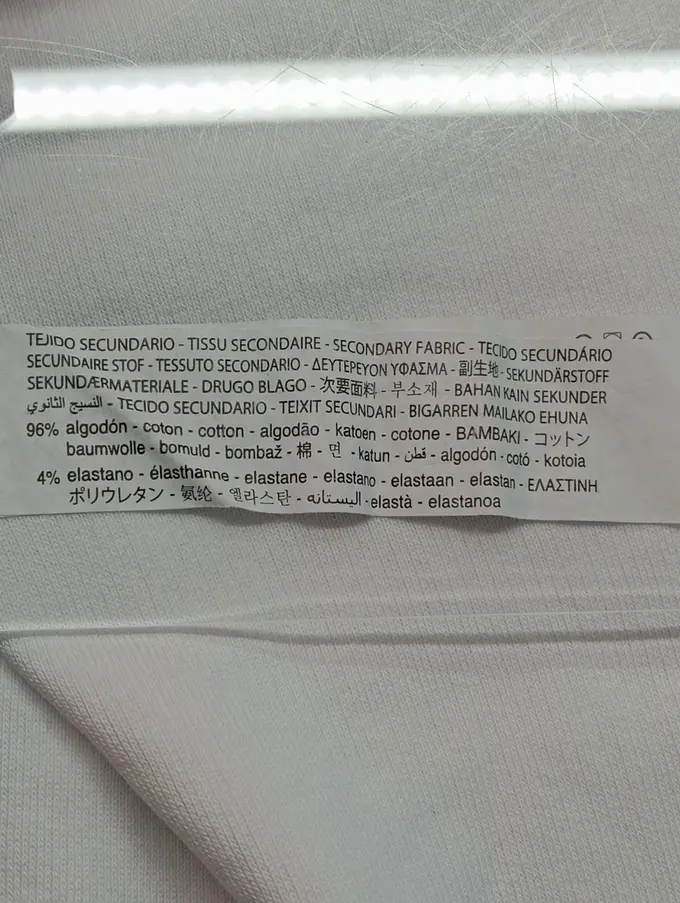 TEJIDO SECUNDARIO - TISSU SECONDAIRE - SECONDARY FABRIC - TECIDO SECUNDÁRIO
SECUNDAIRE STOF - TESSUTO SECONDARIO - ΔΕΥΤΕΡΕΥΟΝ ΥΦΑΣΜΑ - 副生地 - SEKUNDÄRSTOFF
SEKUNDÆRMATERIALE - DRUGO BLAGO - 次要面料 - 부소재 - BAHAN KAIN SEKUNDER
النسيج الثانوي - TECIDO SECUNDARIO - TEIXIT SECUNDARI - BIGARREN MAILAKO EHUNA
96% algodón - coton - cotton - algodão - katoen - cotone - ΒΑΜΒΑΚΙ - コットン
baumwolle - bomuld - bombaž - 棉 - 면 - katun - قطن - algodón - cotó - kotoia
4% elastano - élasthanne - elastane - elastano - elastaan - elastan - ΕΛΑΣΤΙΝΗ
ポリウレタン - 氨纶 - 엘라스탄 - اليستانه - elastà - elastanoa